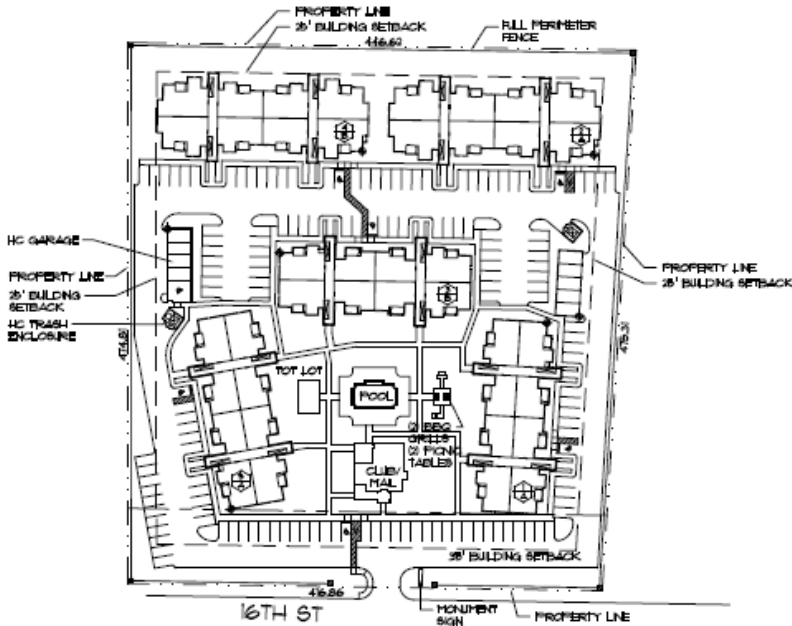 PROPERTY LINE
25' BUILDING SETBACK
446.62
FULL PERIMETER
FENCE
HC GARAGE
PROPERTY LINE
25' BUILDING
SETBACK
HC TRASH
ENCLOSURE
PROPERTY LINE
25' BUILDING SETBACK
TOT LOT
POOL
(2) BBQ
GRILLS
(2) PICNIC
TABLES
CLUB/
MAIL
25' BUILDING SETBACK
416.86
16TH ST
MONUMENT
SIGN
PROPERTY LINE